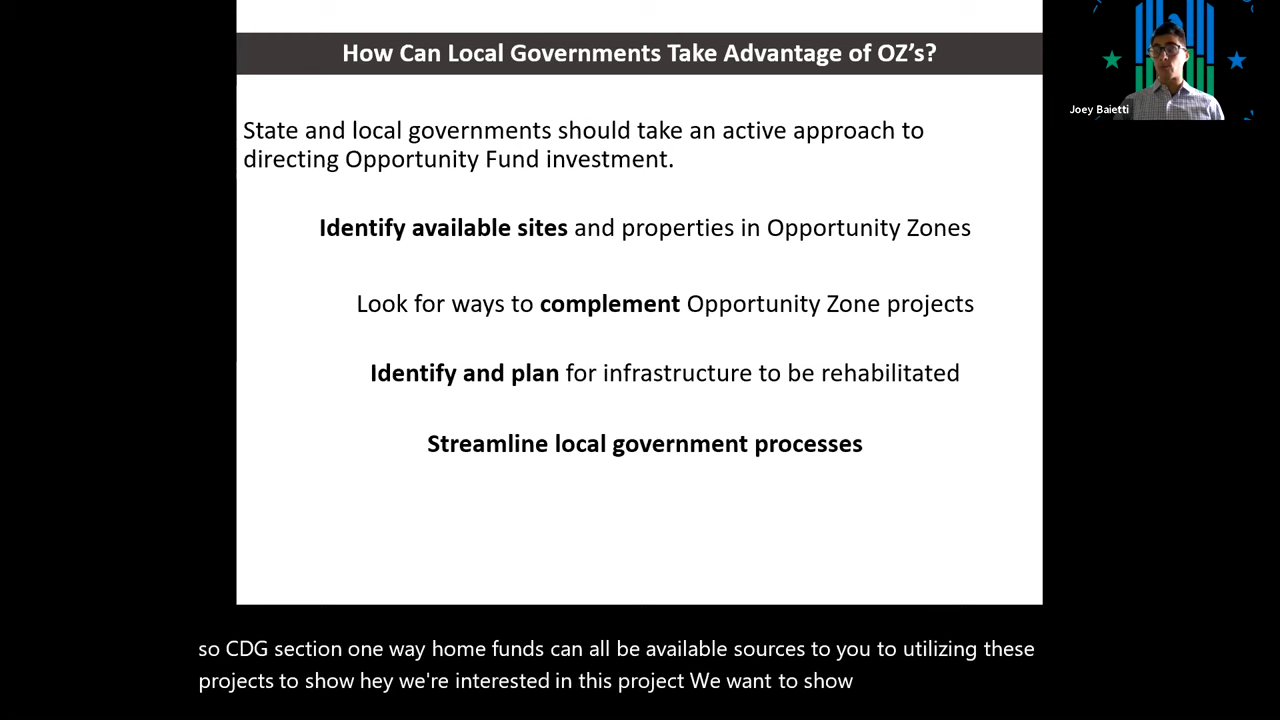 How Can Local Governments Take Advantage of OZ's?
Joey Baietti
State and local governments should take an active approach to
directing Opportunity Fund investment.
Identify available sites and properties in Opportunity Zones
Look for ways to complement Opportunity Zone projects
Identify and plan for infrastructure to be rehabilitated
Streamline local government processes
so CDG section one way home funds can all be available sources to you to utilizing these
projects to show hey we're interested in this project We want to show